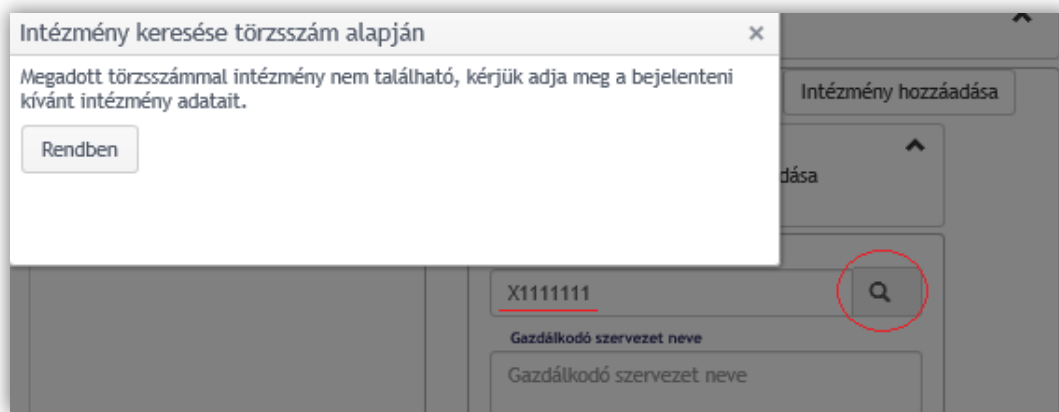 Intézmény keresése törzsszám alapján
Megadott törzsszámmal intézmény nem található, kérjük adja meg a bejelenteni
kívánt intézmény adatait.
Rendben
Intézmény hozzáadása
dása
X1111111
Gazdálkodó szervezet neve
Gazdálkodó szervezet neve